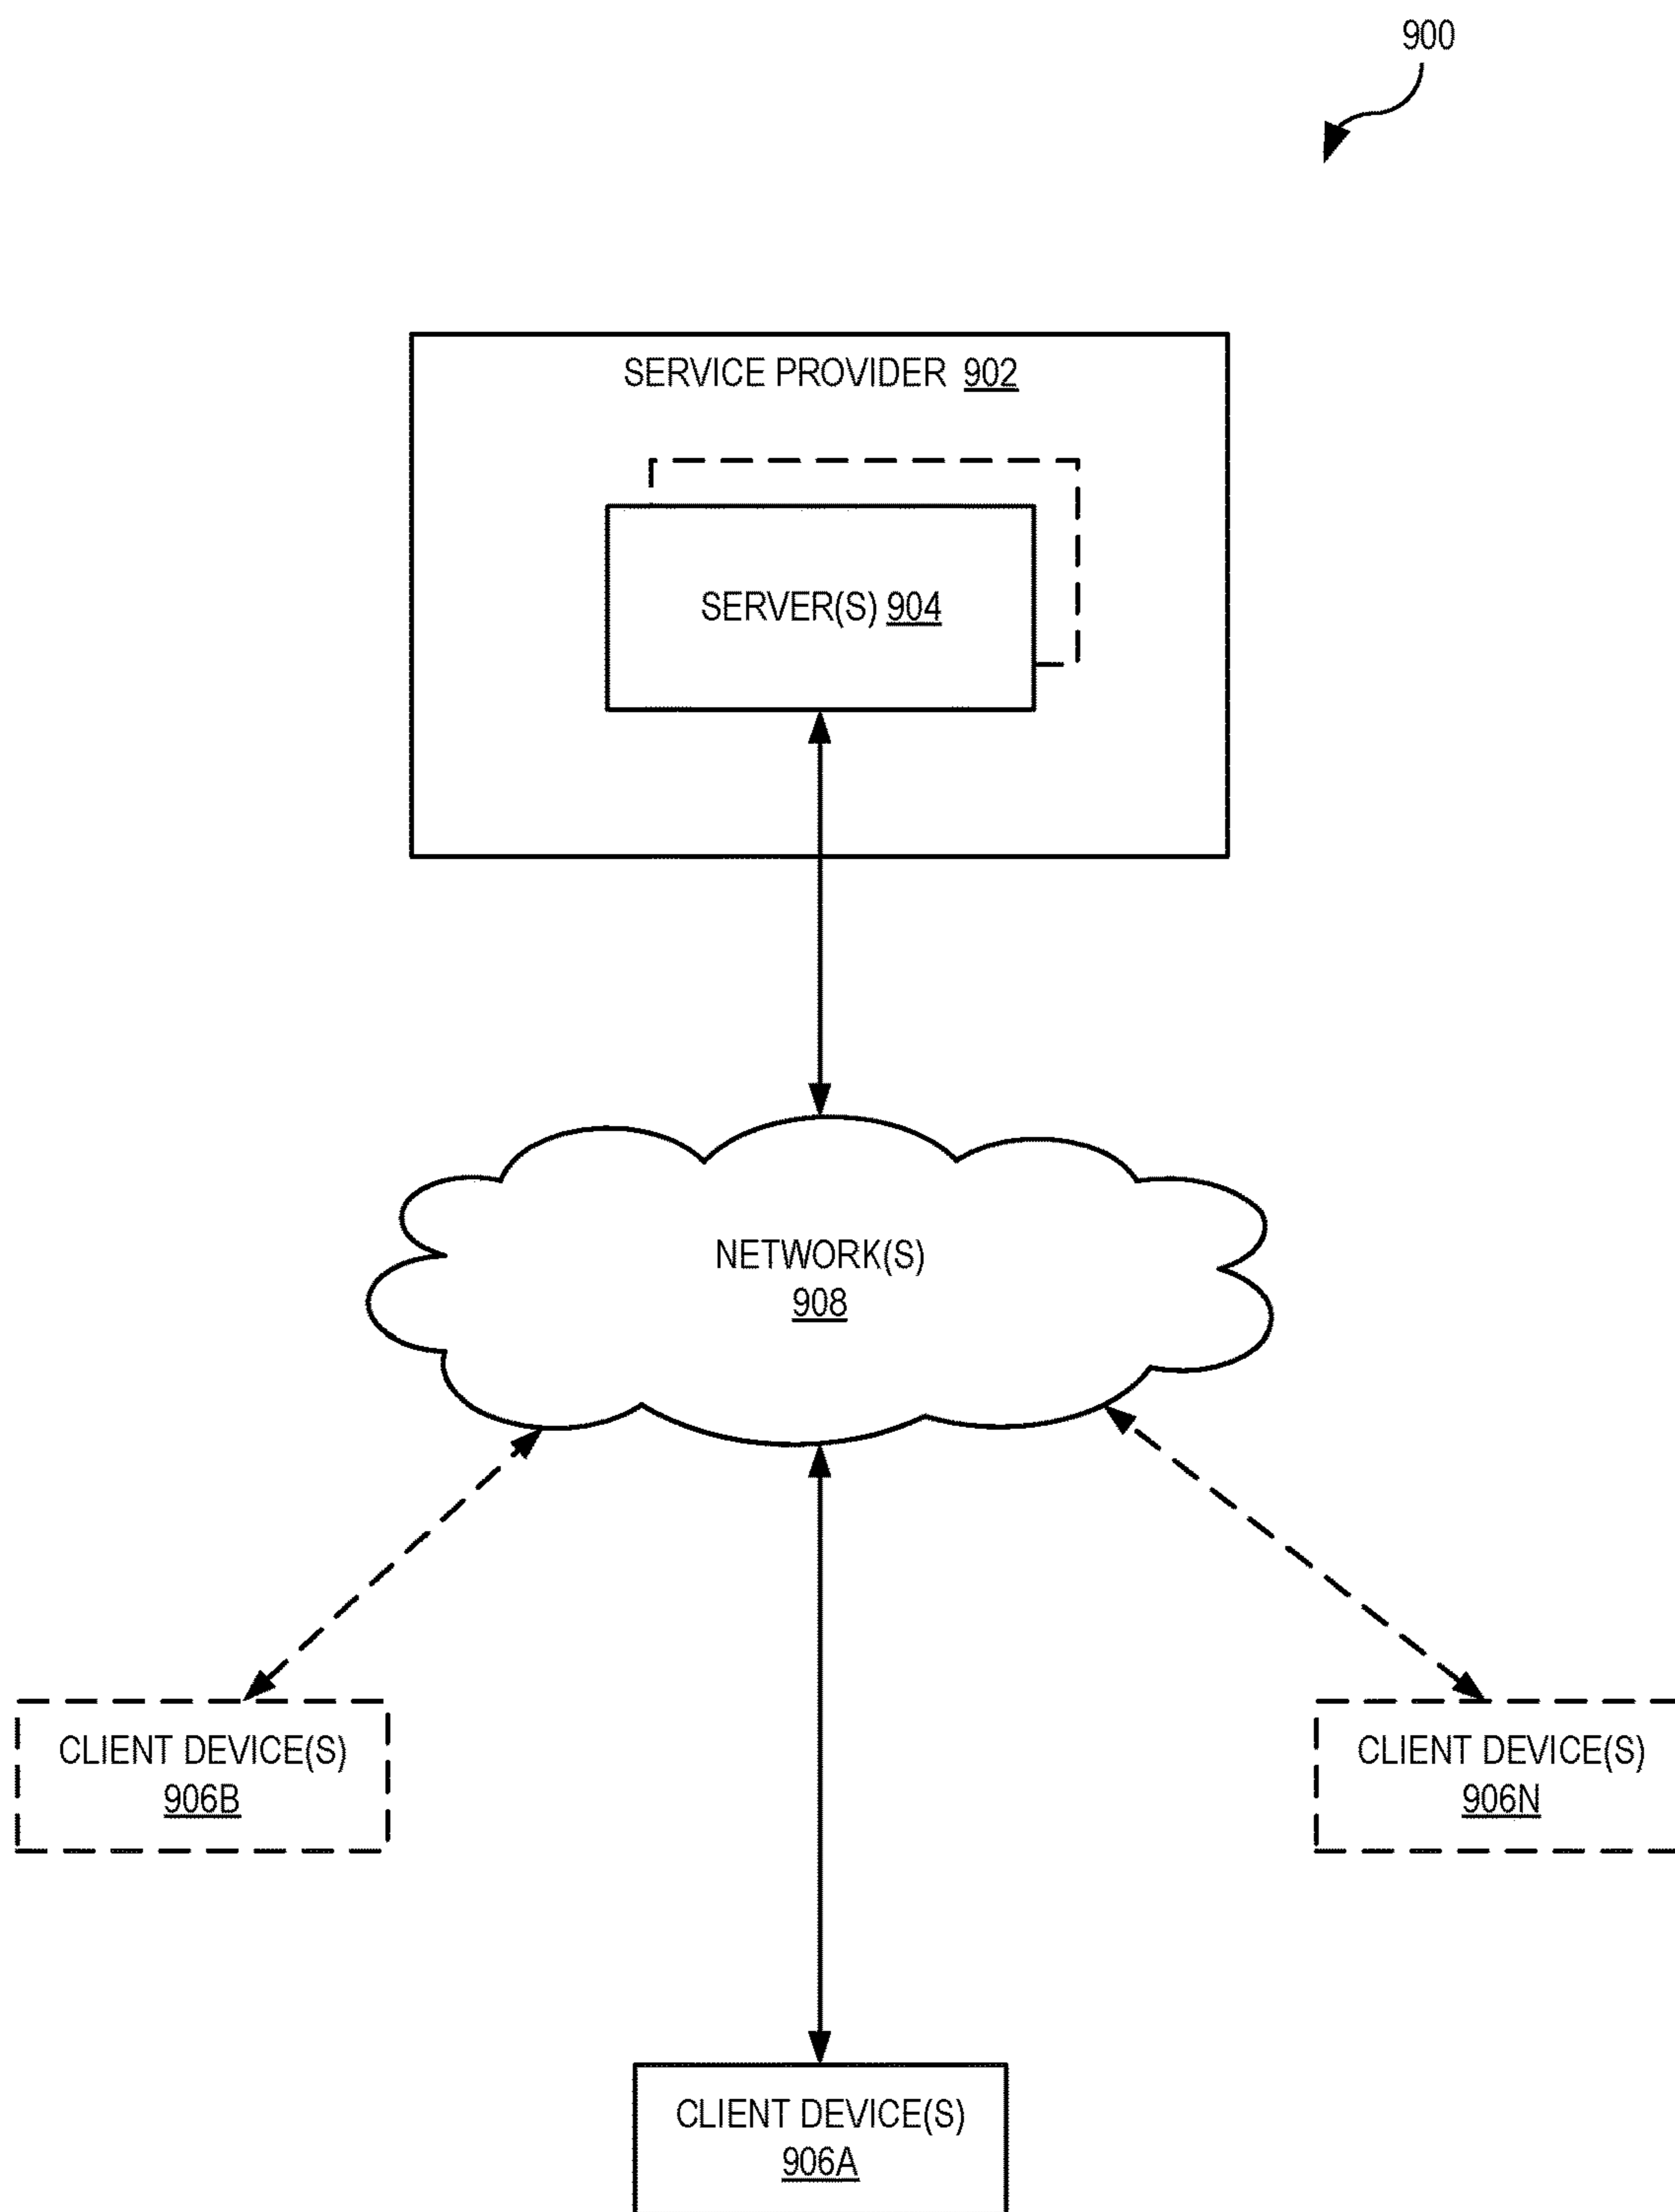 900
SERVICE PROVIDER 902
SERVER(S) 904
NETWORK(S)
908
CLIENT DEVICE(S)
906B
CLIENT DEVICE(S)
906N
CLIENT DEVICE(S)
906A